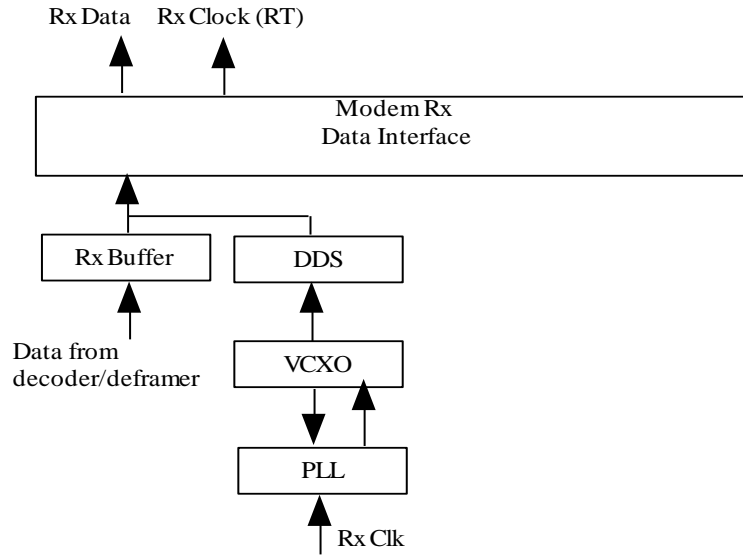 Rx Data
Rx Clock (RT)
Modem Rx
Data Interface
Rx Buffer
DDS
Data from
decoder/deframer
VCXO
PLL
Rx Clk